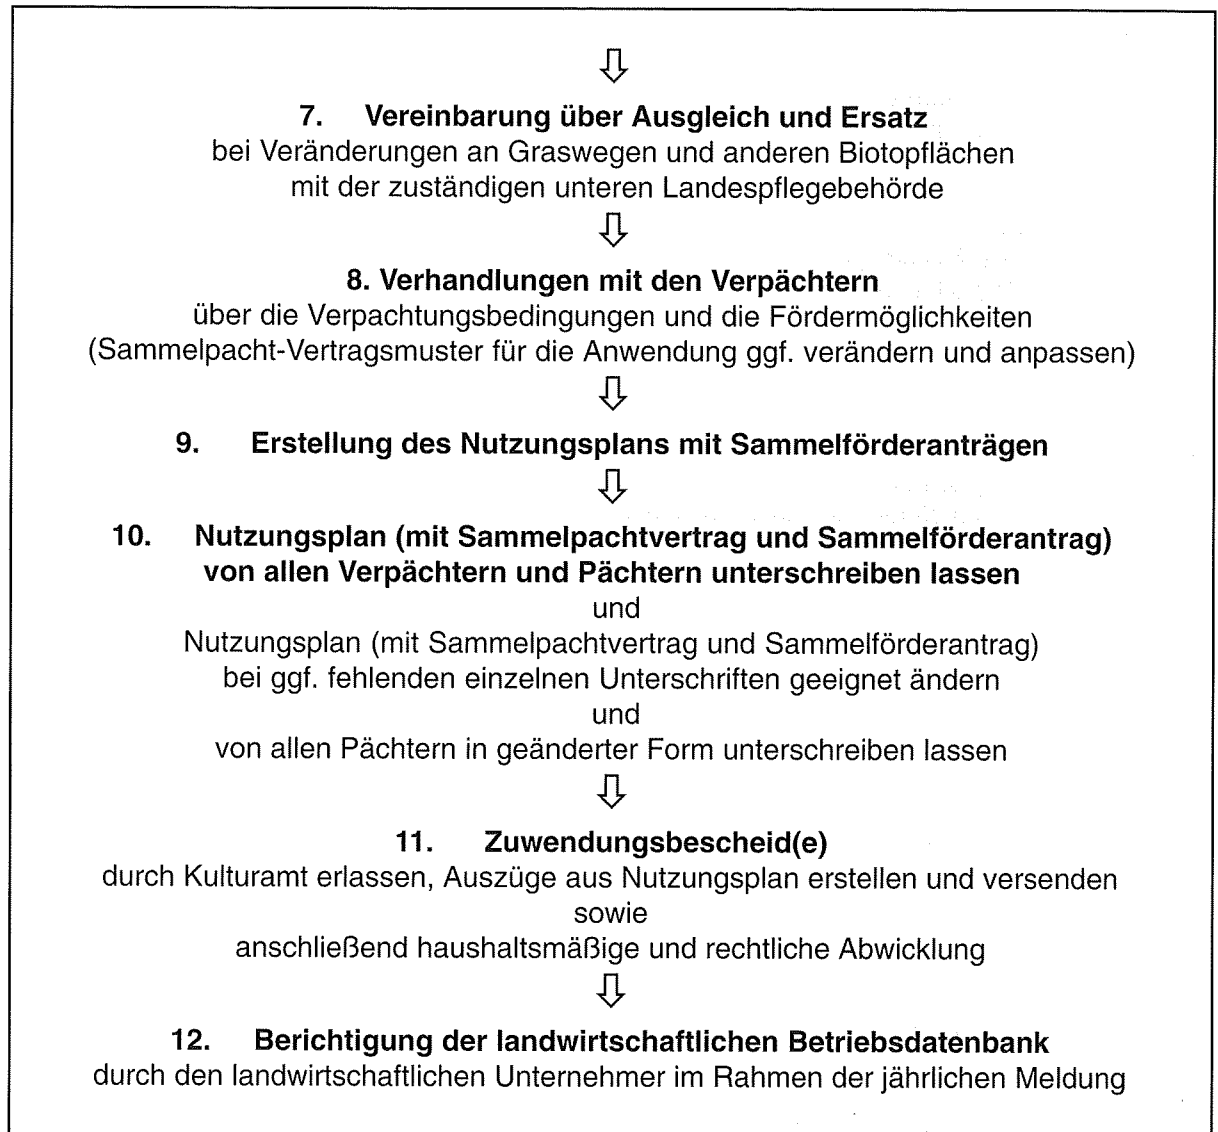 7. Vereinbarung über Ausgleich und Ersatz
bei Veränderungen an Graswegen und anderen Biotopflächen
mit der zuständigen unteren Landespflegebehörde
8. Verhandlungen mit den Verpächtern
über die Verpachtungsbedingungen und die Fördermöglichkeiten
(Sammelpacht-Vertragsmuster für die Anwendung ggf. verändern und anpassen)
9. Erstellung des Nutzungsplans mit Sammelförderanträgen
10. Nutzungsplan (mit Sammelpachtvertrag und Sammelförderantrag)
von allen Verpächtern und Pächtern unterschreiben lassen
und
Nutzungsplan (mit Sammelpachtvertrag und Sammelförderantrag)
bei ggf. fehlenden einzelnen Unterschriften geeignet ändern
und
von allen Pächtern in geänderter Form unterschreiben lassen
11. Zuwendungsbescheid(e)
durch Kulturamt erlassen, Auszüge aus Nutzungsplan erstellen und versenden
sowie
anschließend haushaltsmäßige und rechtliche Abwicklung
12. Berichtigung der landwirtschaftlichen Betriebsdatenbank
durch den landwirtschaftlichen Unternehmer im Rahmen der jährlichen Meldung